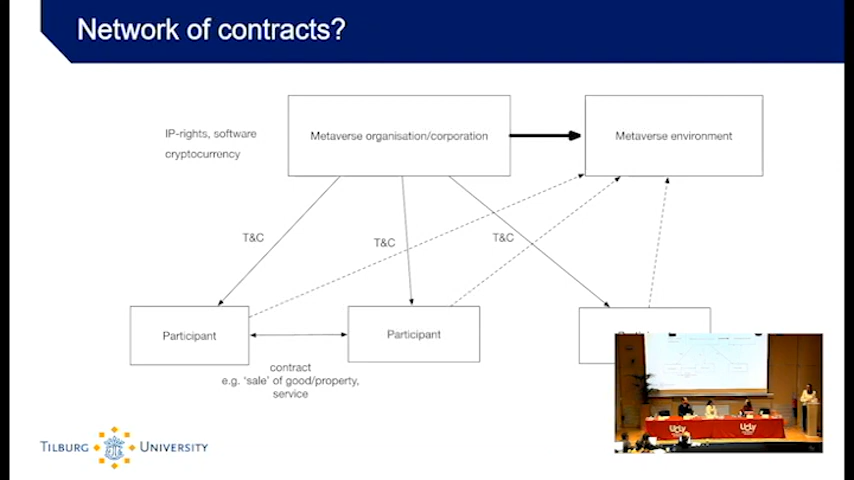 Network of contracts?
IP-rights, software
cryptocurrency
Metaverse organisation/corporation
Metaverse environment
T&C
T&C
T&C
Participant
Participant
contract
e.g. 'sale' of good/property,
service
TILBURG UNIVERSITY